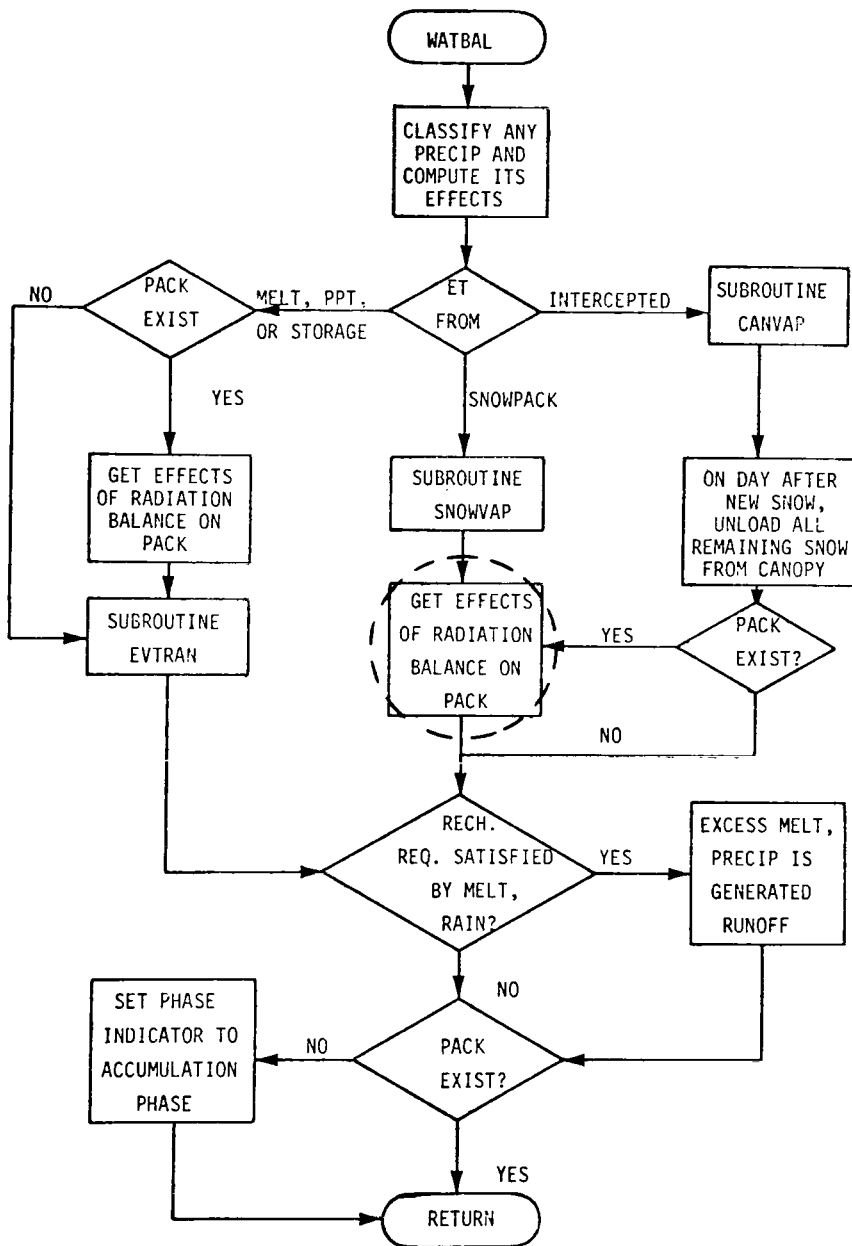 WATBAL
CLASSIFY ANY
PRECIP AND
COMPUTE ITS
EFFECTS
ET
FROM
MELT, PPT,
OR STORAGE
INTERCEPTED
SNOWPACK
PACK
EXIST
NO
YES
GET EFFECTS
OF RADIATION
BALANCE ON
PACK
SUBROUTINE
EVTRAN
SUBROUTINE
SNOWVAP
GET EFFECTS
OF RADIATION
BALANCE ON
PACK
SUBROUTINE
CANVAP
ON DAY AFTER
NEW SNOW,
UNLOAD ALL
REMAINING SNOW
FROM CANOPY
PACK
EXIST?
YES
NO
RECH.
REQ. SATISFIED
BY MELT,
RAIN?
YES
EXCESS MELT,
PRECIP IS
GENERATED
RUNOFF
NO
PACK
EXIST?
NO
SET PHASE
INDICATOR TO
ACCUMULATION
PHASE
YES
RETURN